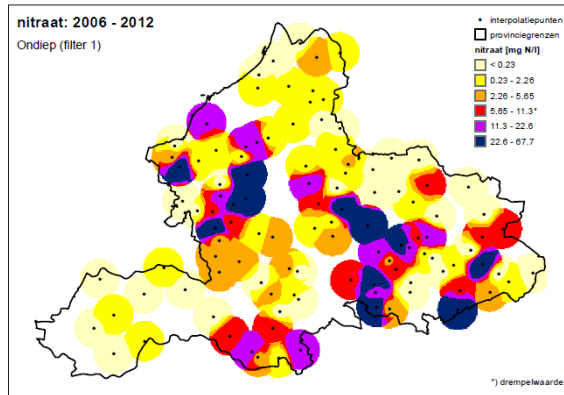 nitraat: 2006 - 2012
Ondiep (filter 1)
interpolatiepunten
provinciegrenzen
nitraat [mg N/l]
< 0.23
0.23 - 2.26
2.26 - 5.65
5.65 - 11.3*
11.3 - 22.6
22.6 - 67.7
*) drempelwaarde